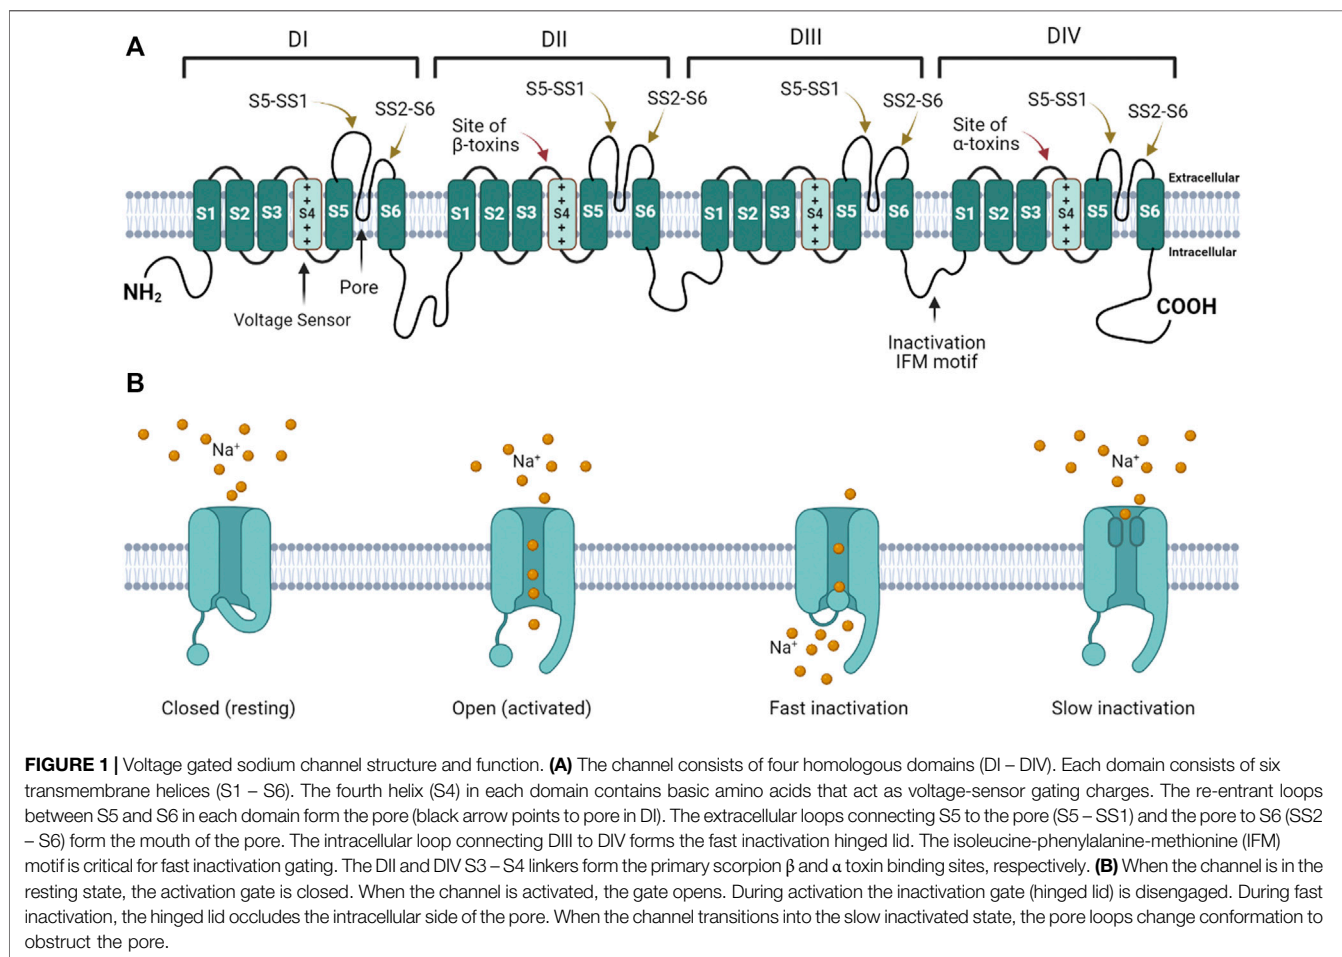 A
DI
DII
DIII
DIV
S5-SS1
SS2-S6
Site of
β-toxins
S5-SS1
SS2-S6
S5-SS1
SS2-S6
Site of
α-toxins
S5-SS1
SS2-S6
Extracellular
S1 S2 S3 + + S4 + + S5 S6
S1 S2 S3 + + S4 + + S5 S6
S1 S2 S3 + + S4 + + S5 S6
S1 S2 S3 + + S4 + + S5 S6
Intracellular
NH2
Voltage Sensor
Pore
Inactivation
IFM motif
COOH
B
Na+
Na+
Na+
Na+
Closed (resting)
Open (activated)
Fast inactivation
Slow inactivation
FIGURE 1 | Voltage gated sodium channel structure and function. (A) The channel consists of four homologous domains (DI – DIV). Each domain consists of six
transmembrane helices (S1 – S6). The fourth helix (S4) in each domain contains basic amino acids that act as voltage-sensor gating charges. The re-entrant loops
between S5 and S6 in each domain form the pore (black arrow points to pore in DI). The extracellular loops connecting S5 to the pore (S5 – SS1) and the pore to S6 (SS2
– S6) form the mouth of the pore. The intracellular loop connecting DIII to DIV forms the fast inactivation hinged lid. The isoleucine-phenylalanine-methionine (IFM)
motif is critical for fast inactivation gating. The DII and DIV S3 – S4 linkers form the primary scorpion β and α toxin binding sites, respectively. (B) When the channel is in the
resting state, the activation gate is closed. When the channel is activated, the gate opens. During activation the inactivation gate (hinged lid) is disengaged. During fast
inactivation, the hinged lid occludes the intracellular side of the pore. When the channel transitions into the slow inactivated state, the pore loops change conformation to
obstruct the pore.